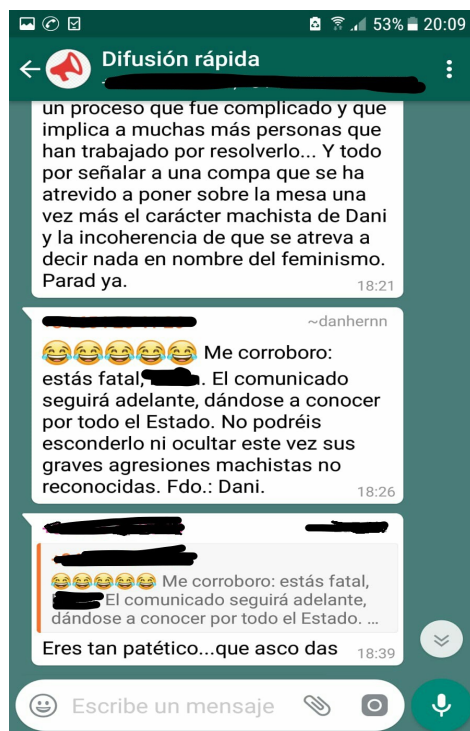 53% 20:09
Difusión rápida
un proceso que fue complicado y que
implica a muchas más personas que
han trabajado por resolverlo... Y todo
por señalar a una compa que se ha
atrevido a poner sobre la mesa una
vez más el carácter machista de Dani
y la incoherencia de que se atreva a
decir nada en nombre del feminismo.
Parad ya.
18:21
~danhernn
😂😂😂😂😂 Me corroboro:
estás fatal, . El comunicado
seguirá adelante, dándose a conocer
por todo el Estado. No podréis
esconderlo ni ocultar este vez sus
graves agresiones machistas no
reconocidas. Fdo.: Dani.
18:26
😂😂😂😂😂 Me corroboro: estás fatal,
El comunicado seguirá adelante,
dándose a conocer por todo el Estado. ...
Eres tan patético...que asco das
18:39
Escribe un mensaje